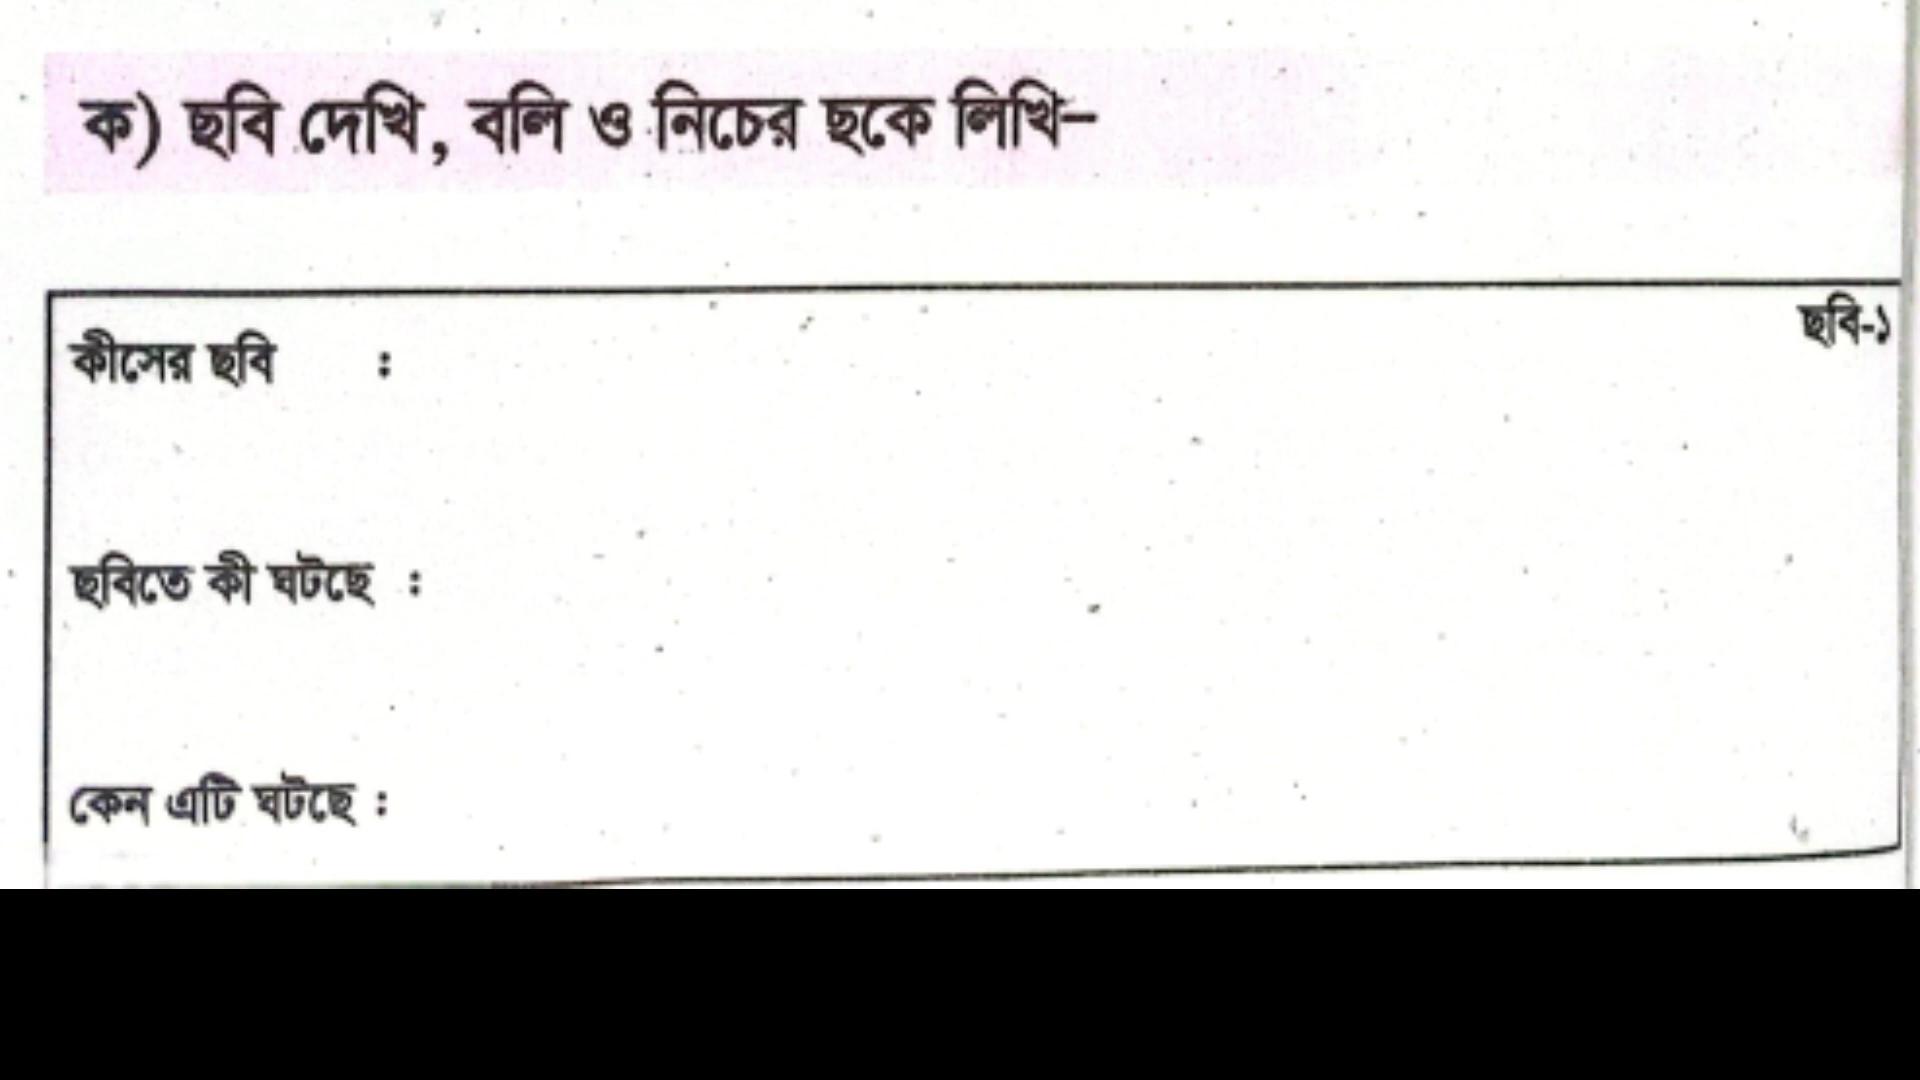 ক) ছবি দেখি, বলি ও নিচের ছকে লিখি–
ছবি-১
কীসের ছবি :
ছবিতে কী ঘটছে :
কেন এটি ঘটছে :